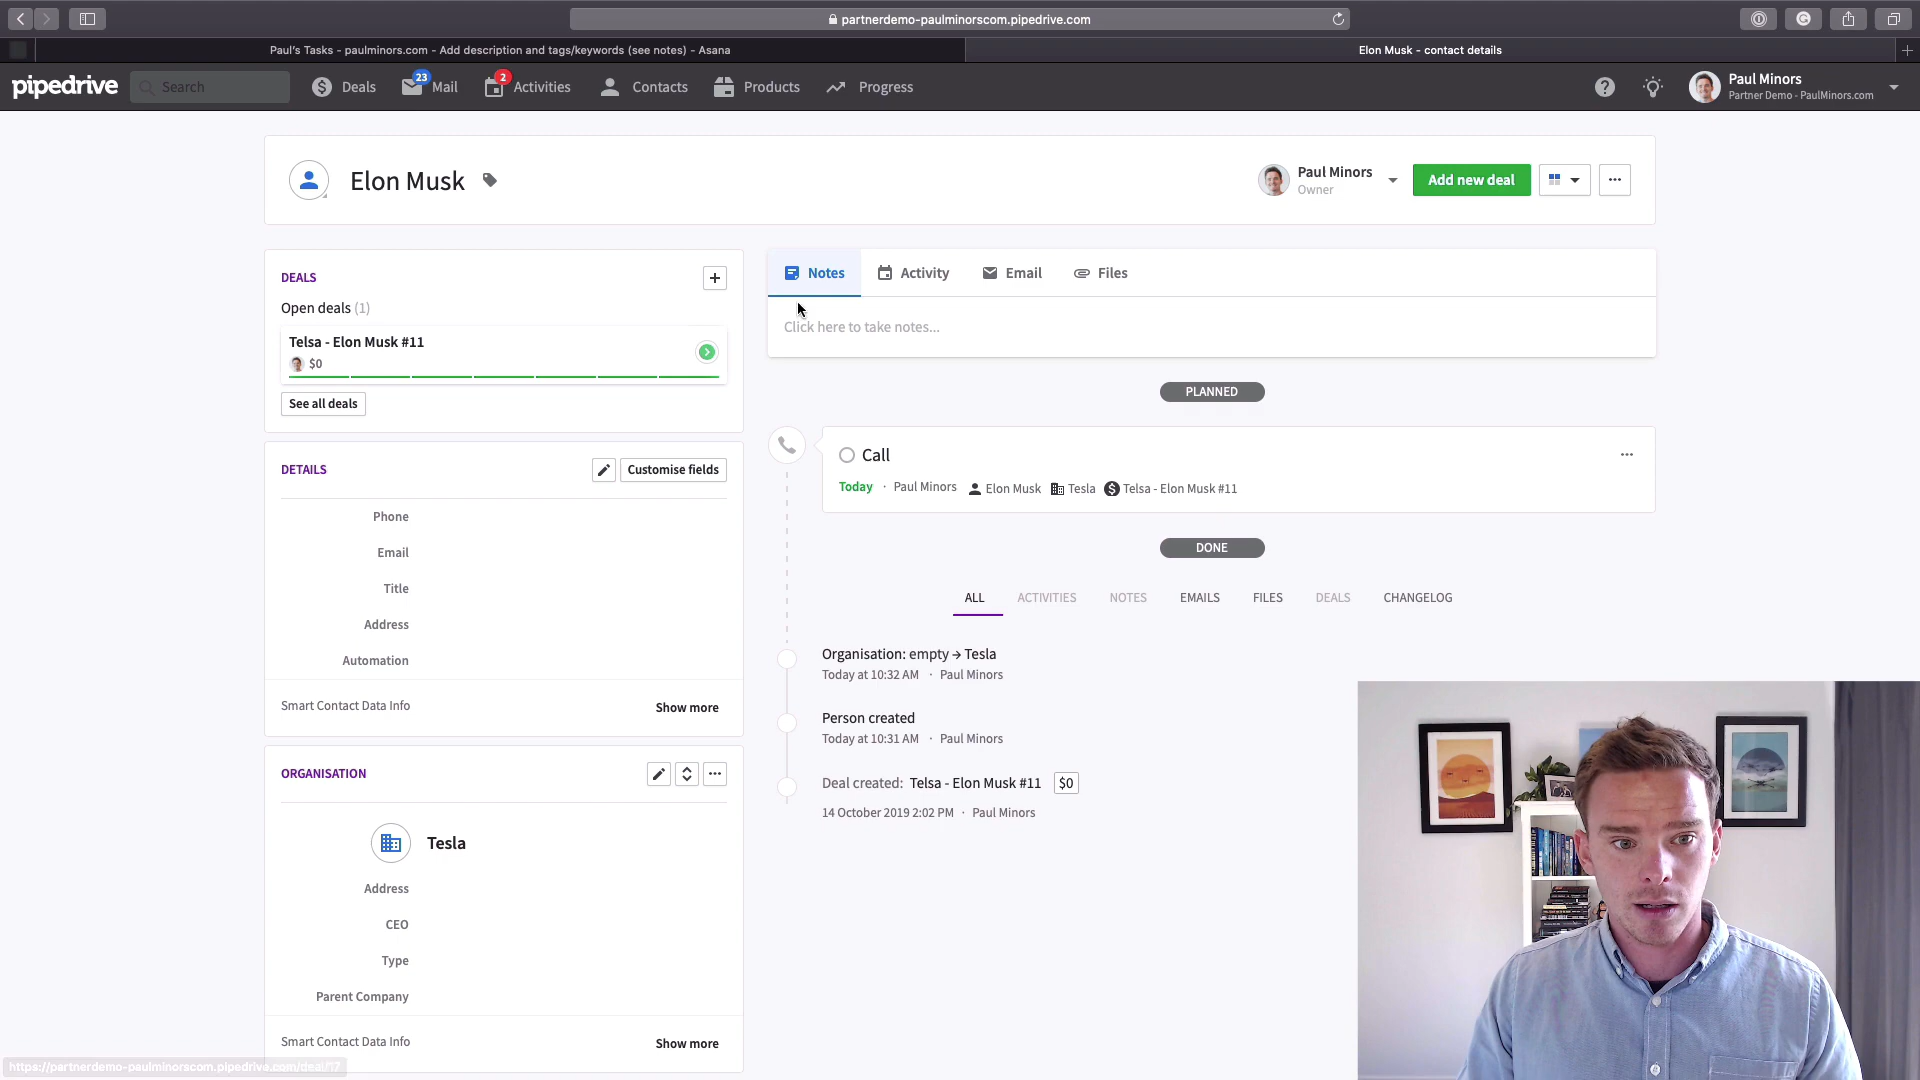 partnerdemo-paulminorscom.pipedrive.com
Paul's Tasks - paulminors.com - Add description and tags/keywords (see notes) - Asana
Elon Musk - contact details
pipedrive
Search
Deals
23
Mail
2
Activities
Contacts
Products
Progress
Paul Minors
Partner Demo - PaulMinors.com
Elon Musk
Paul Minors
Owner
Add new deal
DEALS
Open deals (1)
Telsa - Elon Musk #11
$0
See all deals
DETAILS
Customise fields
Phone
Email
Title
Address
Automation
Smart Contact Data Info
Show more
ORGANISATION
Tesla
Address
CEO
Type
Parent Company
Smart Contact Data Info
Show more
Notes
Activity
Email
Files
Click here to take notes...
PLANNED
Call
Today · Paul Minors Elon Musk Tesla Telsa - Elon Musk #11
DONE
ALL
ACTIVITIES
NOTES
EMAILS
FILES
DEALS
CHANGELOG
Organisation: empty → Tesla
Today at 10:32 AM · Paul Minors
Person created
Today at 10:31 AM · Paul Minors
Deal created: Telsa - Elon Musk #11 $0
14 October 2019 2:02 PM · Paul Minors
https://partnerdemo-paulminorscom.pipedrive.com/deal/17